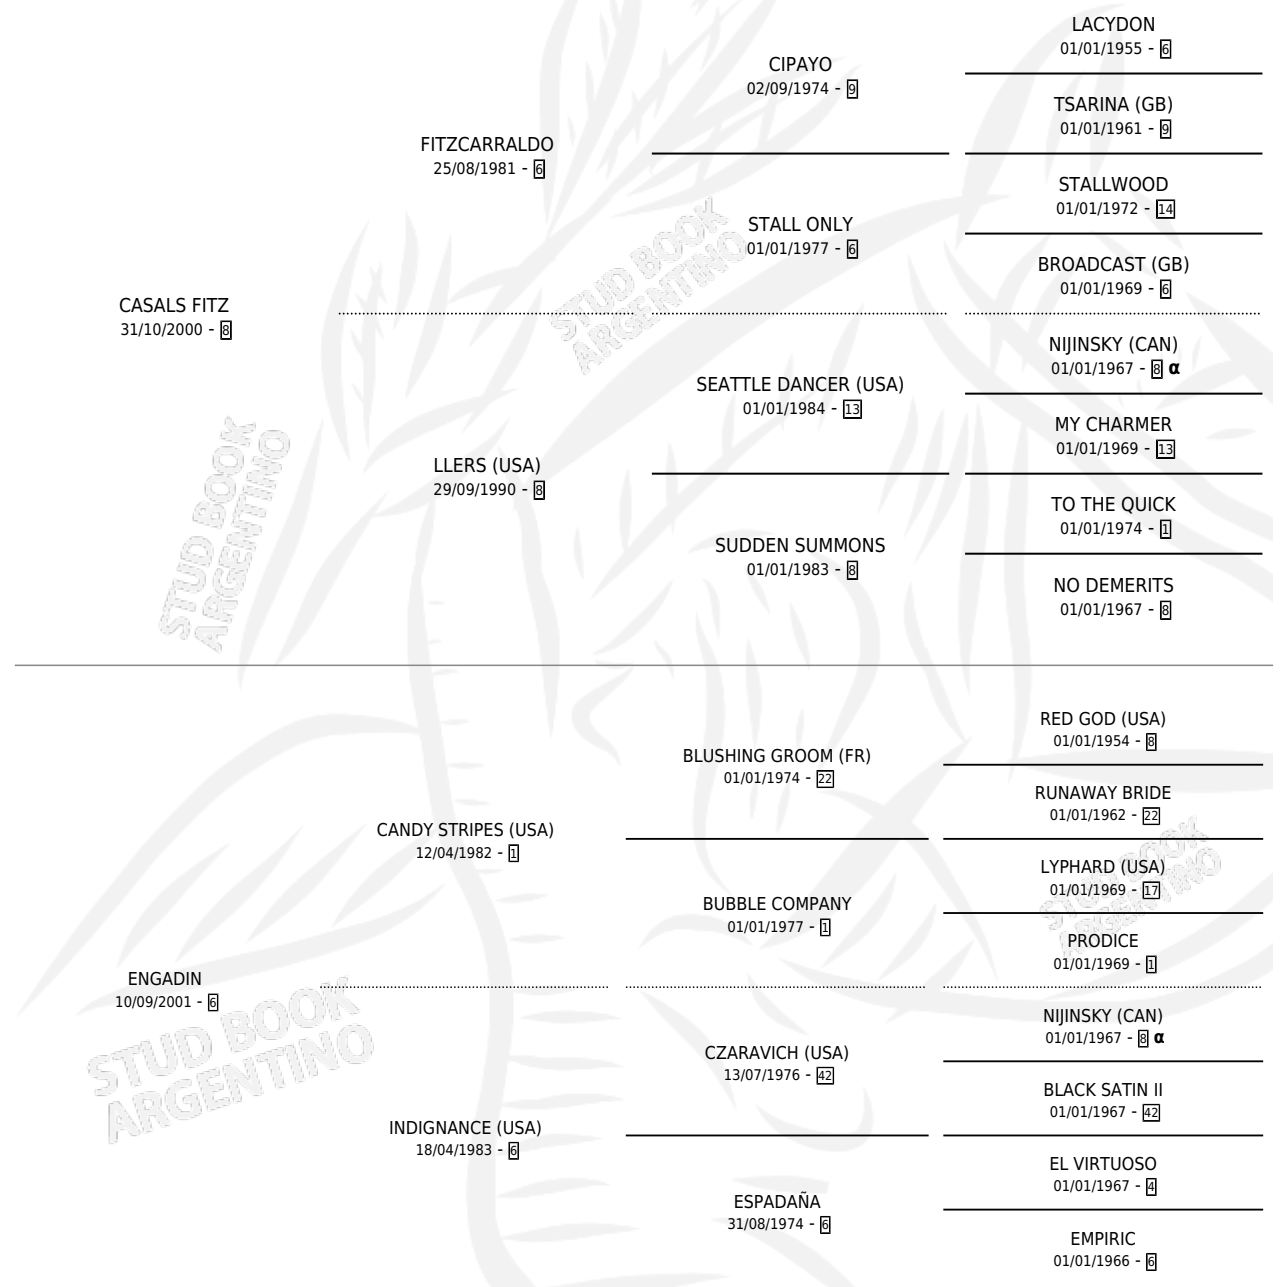 LACYDON
01/01/1955 - 6
CIPAYO
02/09/1974 - 9
TSARINA (GB)
01/01/1961 - 9
FITZCARRALDO
25/08/1981 - 6
STALLWOOD
01/01/1972 - 14
STALL ONLY
01/01/1977 - 6
BROADCAST (GB)
01/01/1969 - 6
CASALS FITZ
31/10/2000 - 8
NIJINSKY (CAN)
01/01/1967 - 8 α
SEATTLE DANCER (USA)
01/01/1984 - 13
MY CHARMER
01/01/1969 - 13
LLERS (USA)
29/09/1990 - 8
TO THE QUICK
01/01/1974 - 1
SUDDEN SUMMONS
01/01/1983 - 8
NO DEMERITS
01/01/1967 - 8
RED GOD (USA)
01/01/1954 - 8
BLUSHING GROOM (FR)
01/01/1974 - 22
RUNAWAY BRIDE
01/01/1962 - 22
CANDY STRIPES (USA)
12/04/1982 - 1
LYPHARD (USA)
01/01/1969 - 17
BUBBLE COMPANY
01/01/1977 - 1
PRODICE
01/01/1969 - 1
ENGADIN
10/09/2001 - 6
NIJINSKY (CAN)
01/01/1967 - 8 α
CZARAVICH (USA)
13/07/1976 - 42
BLACK SATIN II
01/01/1967 - 42
INDIGNANCE (USA)
18/04/1983 - 6
EL VIRTUOSO
01/01/1967 - 4
ESPADAÑA
31/08/1974 - 6
EMPIRIC
01/01/1966 - 6
STUD BOOK
ARGENTINO
STUD BOOK
ARGENTINO
STUD BOOK
ARGENTINO
STUD BOOK
ARGENTINO